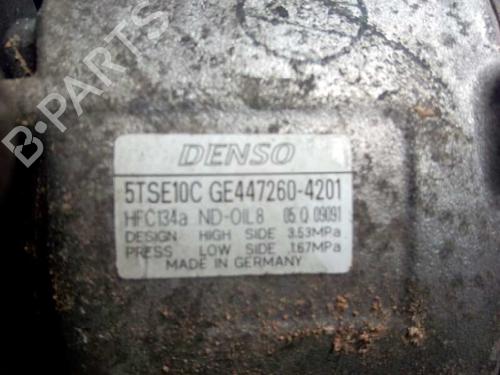 B-PARTS
DENSO
5TSE10C GE447260-4201
HFC134a ND-OIL8 05 Q 09091
DESIGN HIGH SIDE 3.53MPa
PRESS LOW SIDE 1.67MPa
MADE IN GERMANY